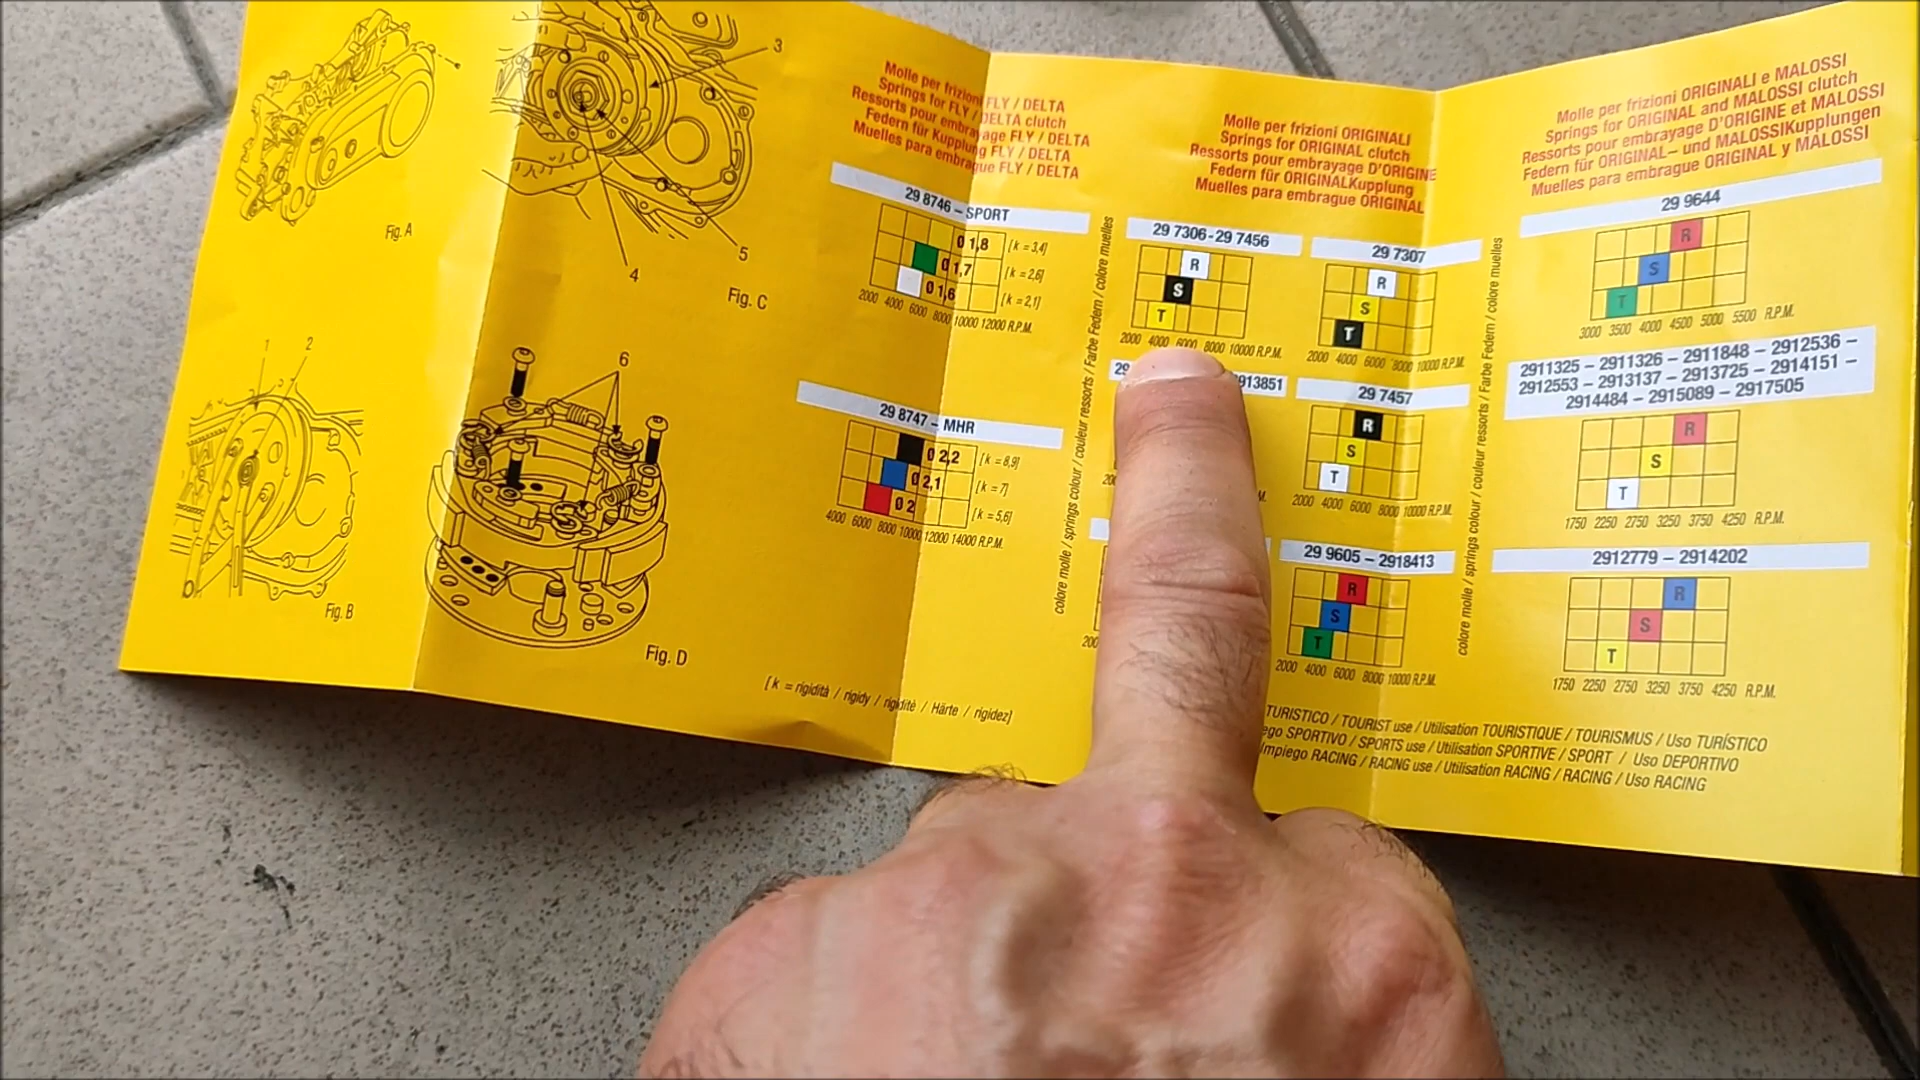 Fig. A
3
4
5
Fig. C
1
2
Fig. B
6
Fig. D
Molle per frizioni FLY / DELTA
Springs for FLY / DELTA clutch
Ressorts pour embrayage FLY / DELTA
Federn für Kupplung FLY / DELTA
Muelles para embrague FLY / DELTA
29 8746 – SPORT
Ø 1,8 [k = 3,4]
Ø 1,7 [k = 2,6]
Ø 1,6 [k = 2,1]
2000 4000 6000 8000 10000 12000 R.P.M.
29 8747 – MHR
Ø 2,2 [k = 8,9]
Ø 2,1 [k = 7]
Ø 2 [k = 5,6]
4000 6000 8000 10000 12000 14000 R.P.M.
[k = rigidità / rigidy / rigidité / Härte / rigidez]
Molle per frizioni ORIGINALI
Springs for ORIGINAL clutch
Ressorts pour embrayage D'ORIGINE
Federn für ORIGINALKupplung
Muelles para embrague ORIGINAL
colore molle / springs colour / couleur ressorts / Farbe Federn / colore muelles
29 7306 - 29 7456
R
S
T
2000 4000 6000 8000 10000 R.P.M.
29 7307
R
S
T
2000 4000 6000 8000 10000 R.P.M.
29
913851
200
M.
29 7457
R
S
T
2000 4000 6000 8000 10000 R.P.M.
200
29 9605 – 2918413
R
S
T
2000 4000 6000 8000 10000 R.P.M.
Molle per frizioni ORIGINALI e MALOSSI
Springs for ORIGINAL and MALOSSI clutch
Ressorts pour embrayage D'ORIGINE et MALOSSI
Federn für ORIGINAL– und MALOSSIKupplungen
Muelles para embrague ORIGINAL y MALOSSI
colore molle / springs colour / couleur ressorts / Farbe Federn / colore muelles
29 9644
R
S
T
3000 3500 4000 4500 5000 5500 R.P.M.
2911325 – 2911326 – 2911848 – 2912536 –
2912553 – 2913137 – 2913725 – 2914151 –
2914484 – 2915089 – 2917505
R
S
T
1750 2250 2750 3250 3750 4250 R.P.M.
2912779 – 2914202
R
S
T
1750 2250 2750 3250 3750 4250 R.P.M.
TURISTICO / TOURIST use / Utilisation TOURISTIQUE / TOURISMUS / Uso TURÍSTICO
ego SPORTIVO / SPORTS use / Utilisation SPORTIVE / SPORT / Uso DEPORTIVO
Impiego RACING / RACING use / Utilisation RACING / RACING / Uso RACING